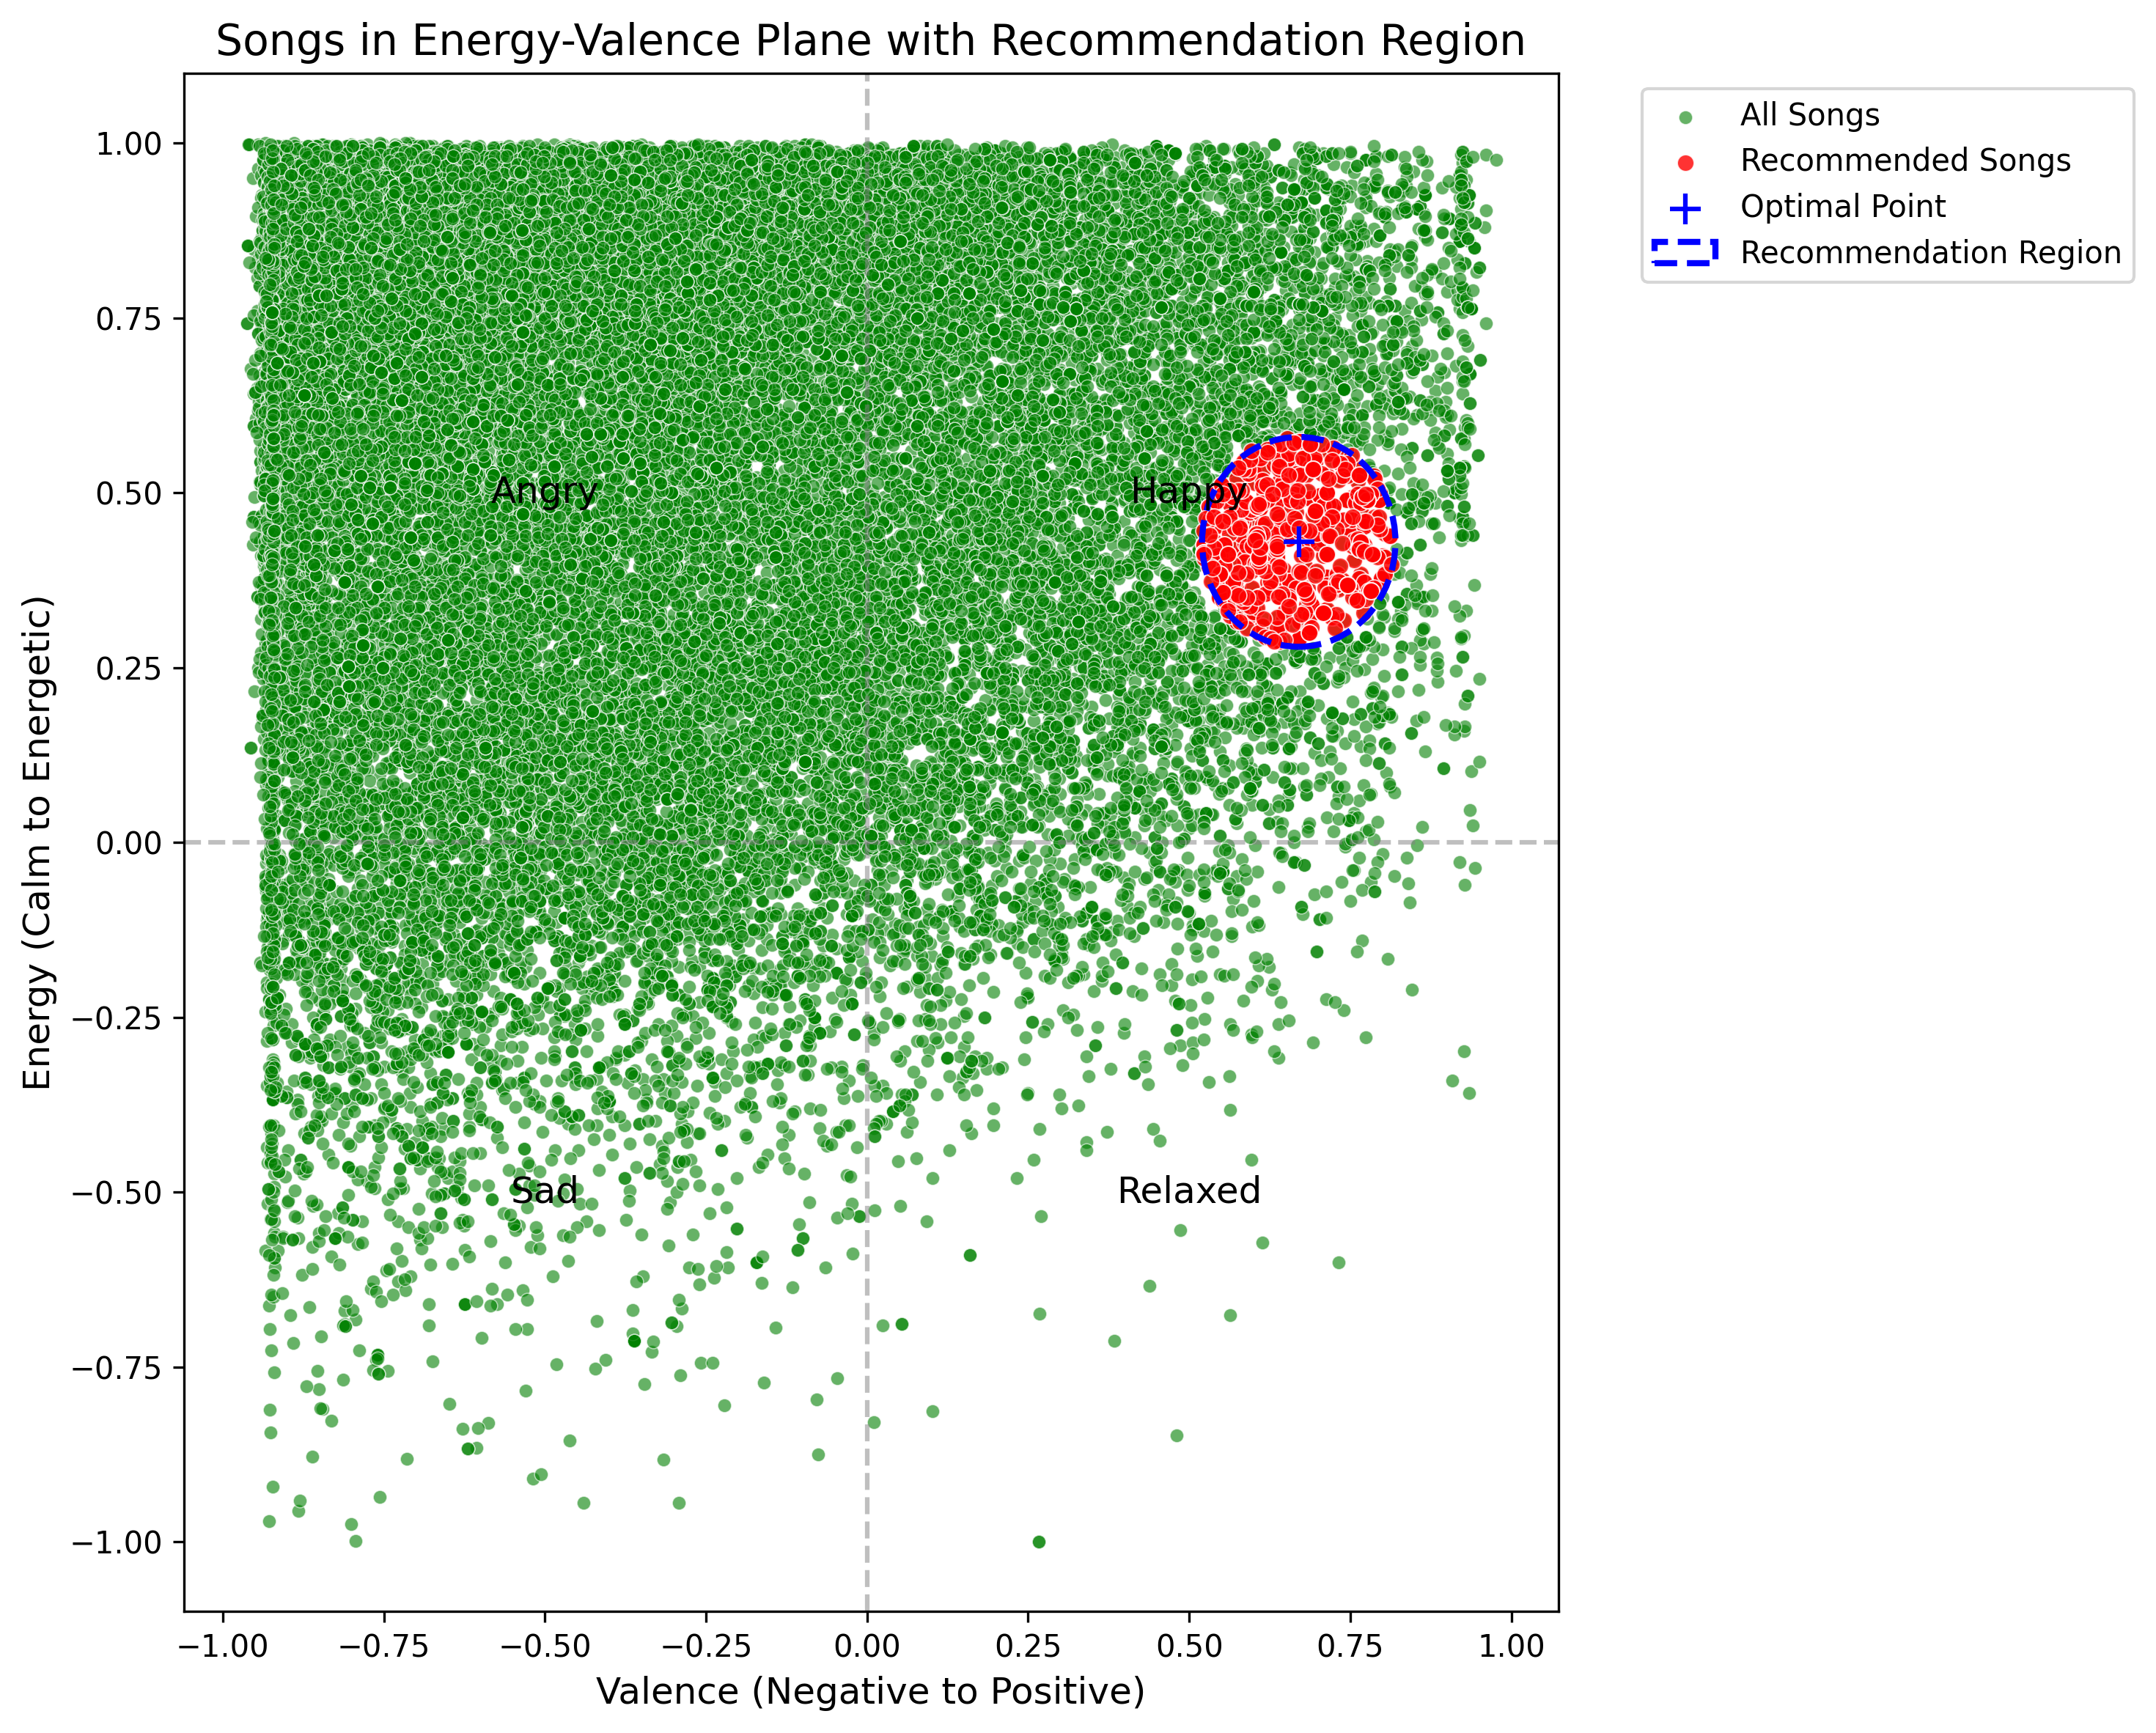 Songs in Energy-Valence Plane with Recommendation Region
All Songs
Recommended Songs
Optimal Point
Recommendation Region
1.00
0.75
0.50
0.25
0.00
−0.25
−0.50
−0.75
−1.00
Energy (Calm to Energetic)
Angry
Happy
Sad
Relaxed
−1.00
−0.75
−0.50
−0.25
0.00
0.25
0.50
0.75
1.00
Valence (Negative to Positive)